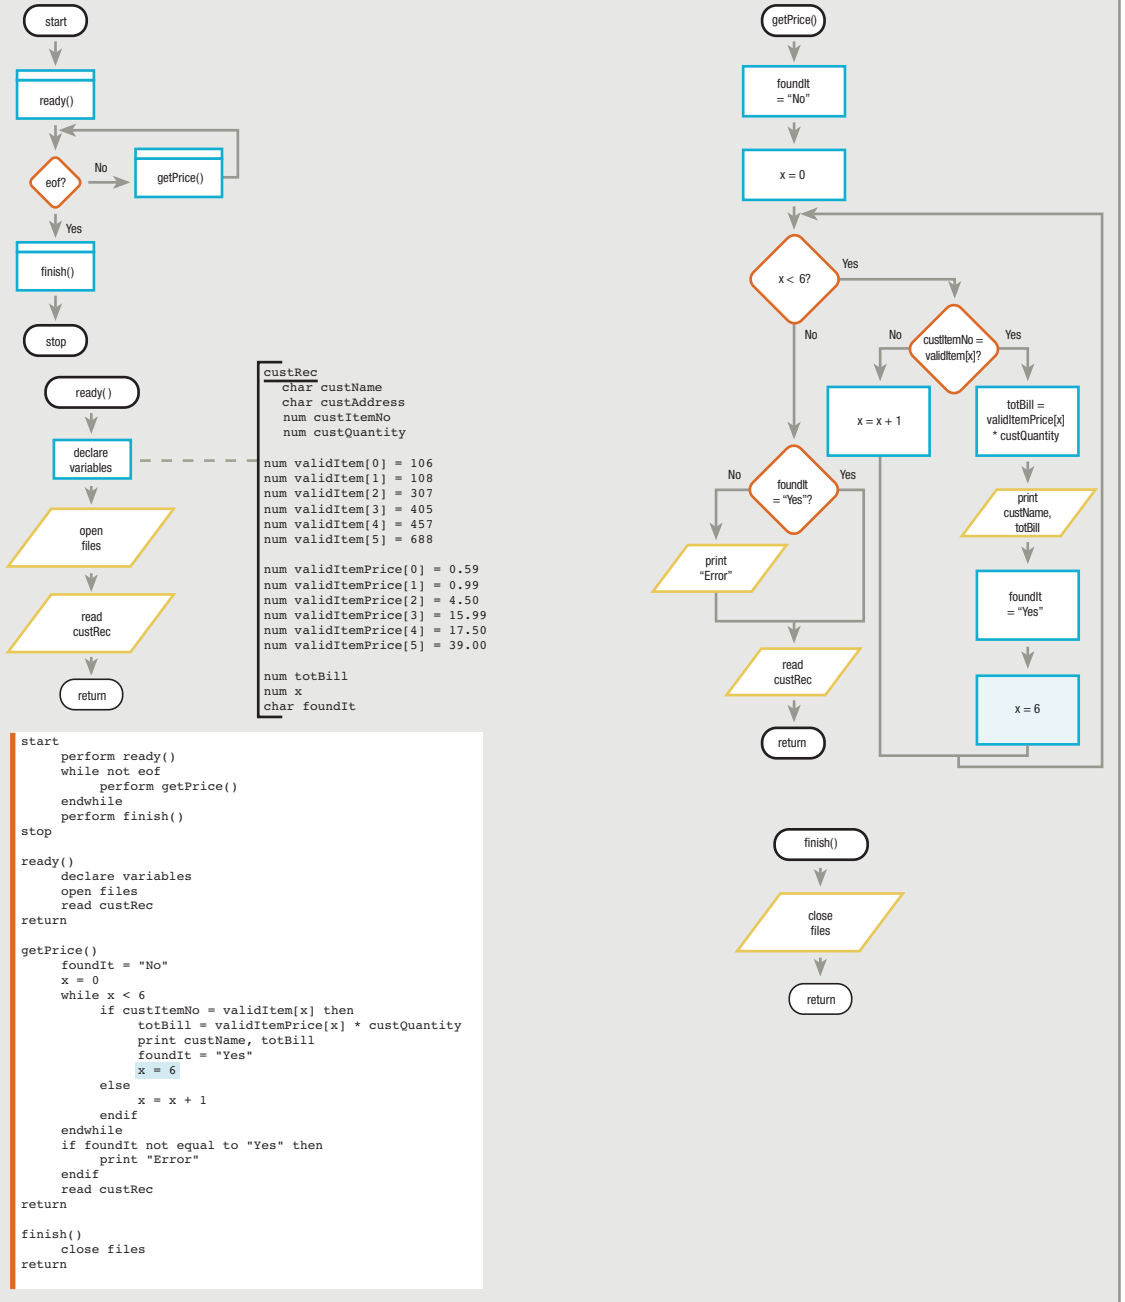 start
ready()
eof?
No
getPrice()
Yes
finish()
stop
ready( )
declare
variables
open
files
read
custRec
return
custRec
char custName
char custAddress
num custItemNo
num custQuantity
num validItem[0] = 106
num validItem[1] = 108
num validItem[2] = 307
num validItem[3] = 405
num validItem[4] = 457
num validItem[5] = 688
num validItemPrice[0] = 0.59
num validItemPrice[1] = 0.99
num validItemPrice[2] = 4.50
num validItemPrice[3] = 15.99
num validItemPrice[4] = 17.50
num validItemPrice[5] = 39.00
num totBill
num x
char foundIt
start
perform ready()
while not eof
perform getPrice()
endwhile
perform finish()
stop
ready()
declare variables
open files
read custRec
return
getPrice()
foundIt = "No"
x = 0
while x < 6
if custItemNo = validItem[x] then
totBill = validItemPrice[x] * custQuantity
print custName, totBill
foundIt = "Yes"
x = 6
else
x = x + 1
endif
endwhile
if foundIt not equal to "Yes" then
print "Error"
endif
read custRec
return
finish()
close files
return
getPrice()
foundIt
= “No”
x = 0
x < 6?
Yes
No
custItemNo =
validItem[x]?
No
Yes
x = x + 1
totBill =
validItemPrice[x]
* custQuantity
print
custName,
totBill
foundIt
= “Yes”
x = 6
foundIt
= “Yes”?
No
Yes
print
“Error”
read
custRec
return
finish()
close
files
return